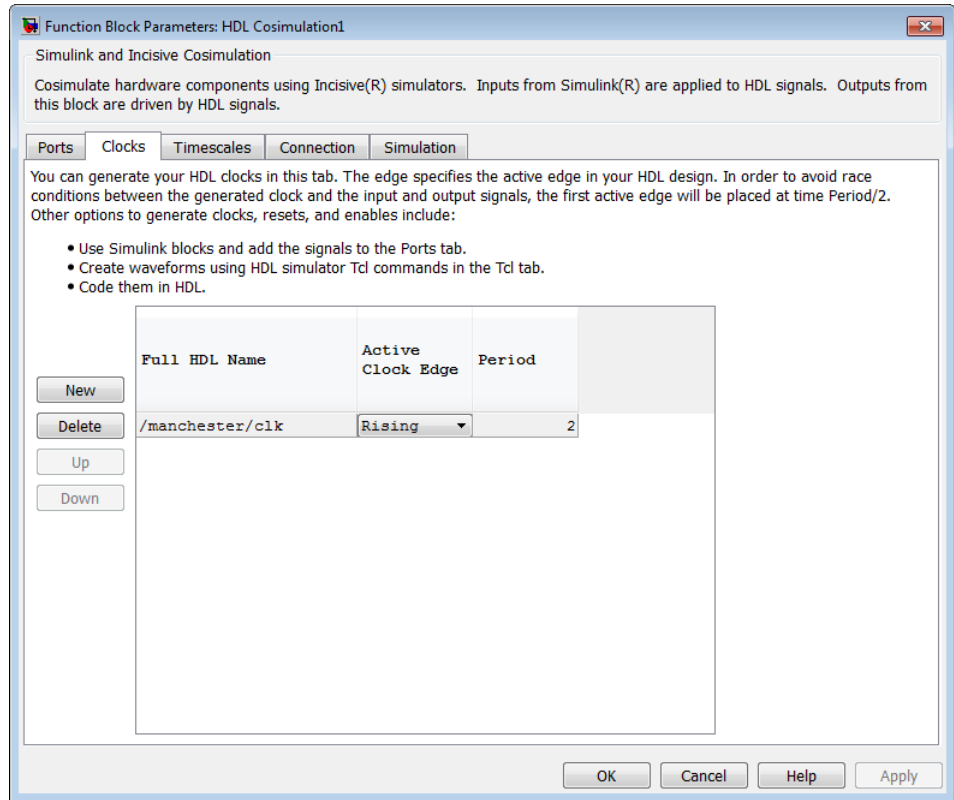 Function Block Parameters: HDL Cosimulation1
Simulink and Incisive Cosimulation
Cosimulate hardware components using Incisive(R) simulators. Inputs from Simulink(R) are applied to HDL signals. Outputs from
this block are driven by HDL signals.
Ports Clocks Timescales Connection Simulation
You can generate your HDL clocks in this tab. The edge specifies the active edge in your HDL design. In order to avoid race
conditions between the generated clock and the input and output signals, the first active edge will be placed at time Period/2.
Other options to generate clocks, resets, and enables include:
• Use Simulink blocks and add the signals to the Ports tab.
• Create waveforms using HDL simulator Tcl commands in the Tcl tab.
• Code them in HDL.
Full HDL Name
Active
Clock Edge
Period
New
Delete
/manchester/clk Rising 2
Up
Down
OK Cancel Help Apply